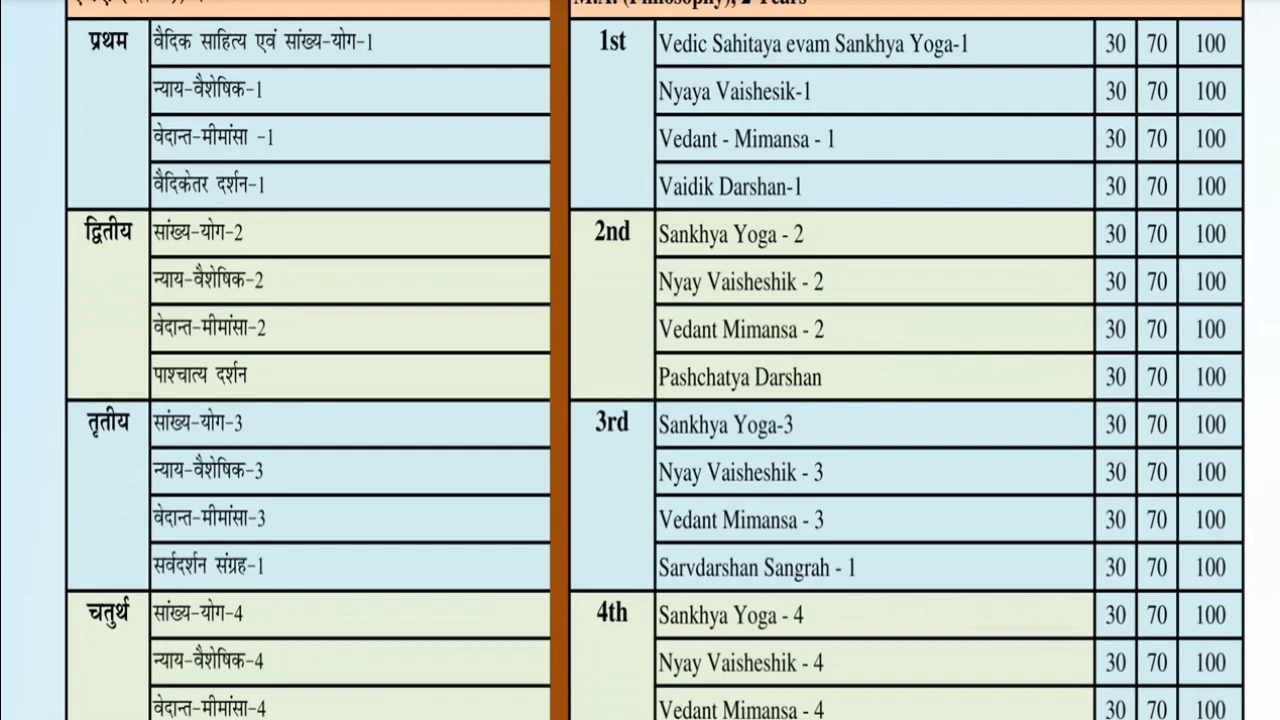 M.A. (Philosophy), 2 Years
प्रथम वैदिक साहित्य एवं सांख्य-योग-1
न्याय-वैशेषिक-1
वेदान्त-मीमांसा -1
वैदिकेतर दर्शन-1
द्वितीय सांख्य-योग-2
न्याय-वैशेषिक-2
वेदान्त-मीमांसा-2
पाश्चात्य दर्शन
तृतीय सांख्य-योग-3
न्याय-वैशेषिक-3
वेदान्त-मीमांसा-3
सर्वदर्शन संग्रह-1
चतुर्थ सांख्य-योग-4
न्याय-वैशेषिक-4
वेदान्त-मीमांसा-4
1st Vedic Sahitaya evam Sankhya Yoga-1 30 70 100
Nyaya Vaishesik-1 30 70 100
Vedant - Mimansa - 1 30 70 100
Vaidik Darshan-1 30 70 100
2nd Sankhya Yoga - 2 30 70 100
Nyay Vaisheshik - 2 30 70 100
Vedant Mimansa - 2 30 70 100
Pashchatya Darshan 30 70 100
3rd Sankhya Yoga-3 30 70 100
Nyay Vaisheshik - 3 30 70 100
Vedant Mimansa - 3 30 70 100
Sarvdarshan Sangrah - 1 30 70 100
4th Sankhya Yoga - 4 30 70 100
Nyay Vaisheshik - 4 30 70 100
Vedant Mimansa - 4 30 70 100